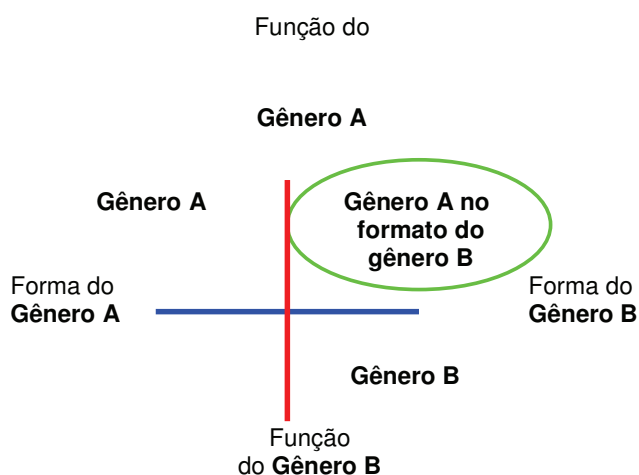 Função do
Gênero A
Gênero A
Gênero A no
formato do
gênero B
Forma do
Gênero A
Forma do
Gênero B
Gênero B
Função
do Gênero B